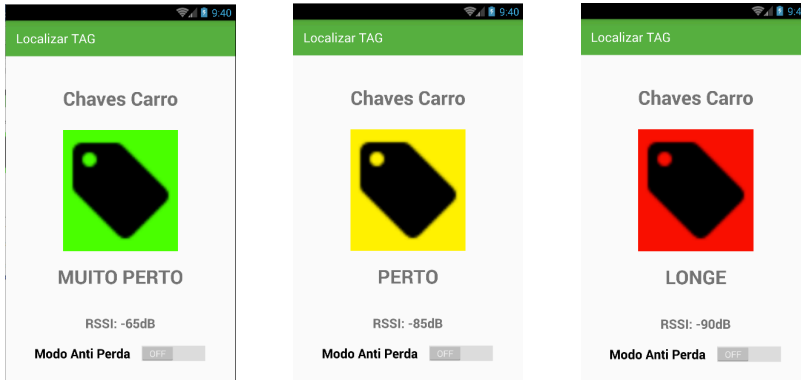 9:40
Localizar TAG
Chaves Carro
MUITO PERTO
RSSI: -65dB
Modo Anti Perda OFF
9:40
Localizar TAG
Chaves Carro
PERTO
RSSI: -85dB
Modo Anti Perda OFF
9:4
Localizar TAG
Chaves Carro
LONGE
RSSI: -90dB
Modo Anti Perda OFF